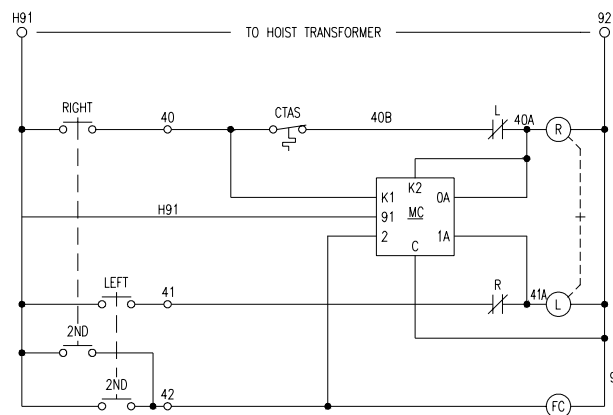 H91
92
TO HOIST TRANSFORMER
RIGHT
40
CTAS
40B
L
40A
R
K1
K2
0A
H91
91
MC
2
1A
C
LEFT
41
R
41A
L
2ND
2ND
42
FC
9